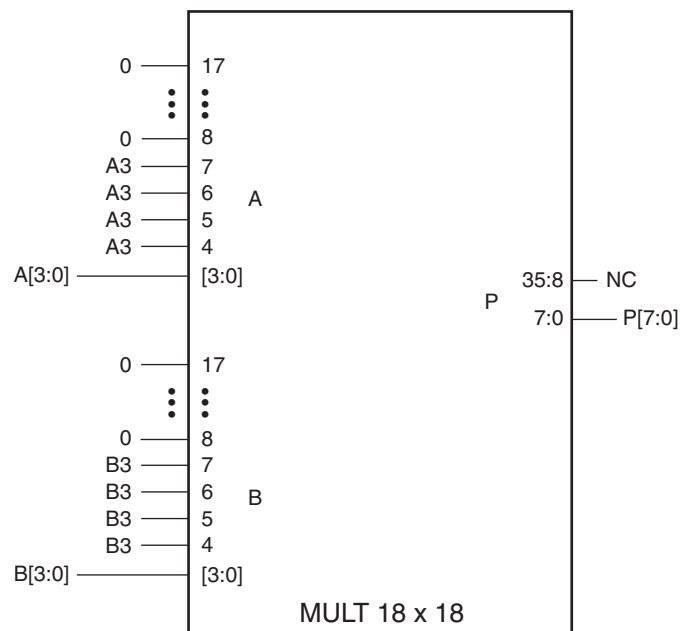 0 17
0 8
A3 7
A3 6
A
A3 5
A3 4
A[3:0] [3:0]
35:8 NC
P
7:0 P[7:0]
0 17
0 8
B3 7
B3 6
B
B3 5
B3 4
B[3:0] [3:0]
MULT 18 x 18